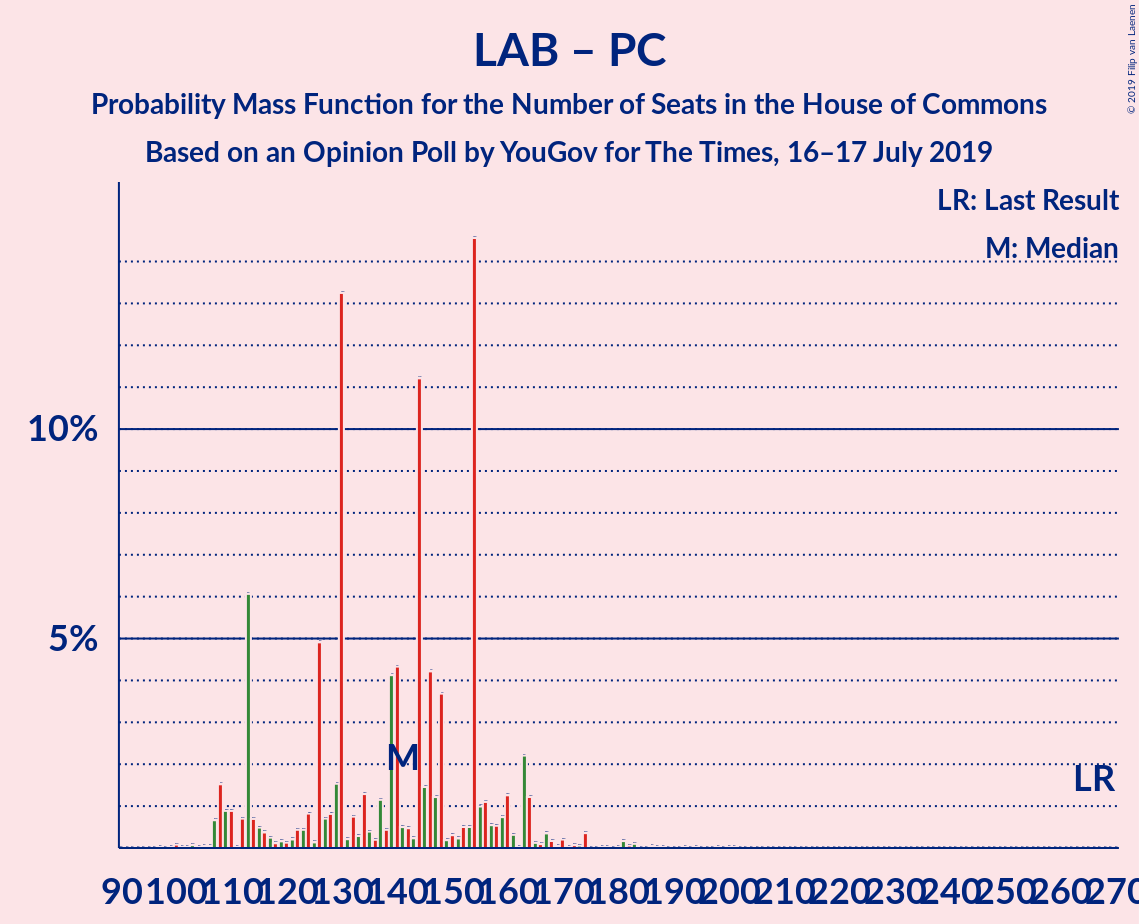 LAB – PC
Probability Mass Function for the Number of Seats in the House of Commons
Based on an Opinion Poll by YouGov for The Times, 16–17 July 2019
© 2019 Filip van Laenen
LR: Last Result
M: Median
10%
5%
M
LR
90 100 110 120 130 140 150 160 170 180 190 200 210 220 230 240 250 260 270